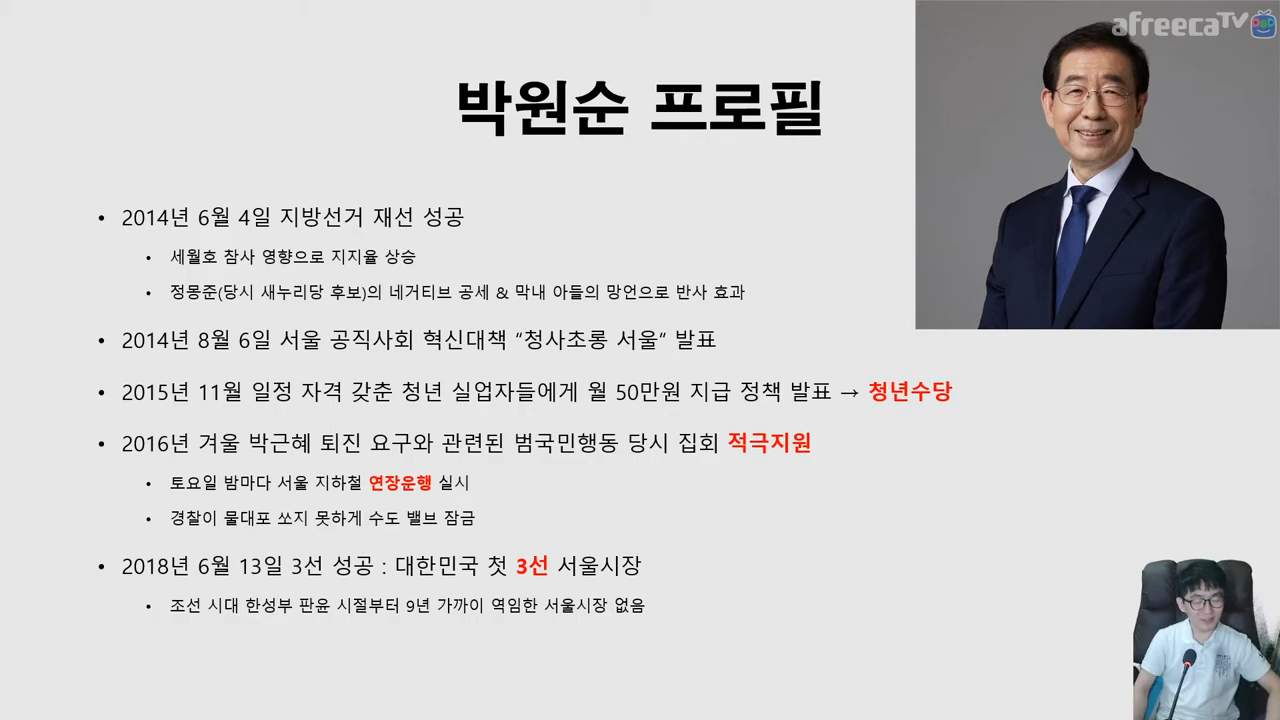 afreecaTV
박원순 프로필
• 2014년 6월 4일 지방선거 재선 성공
• 세월호 참사 영향으로 지지율 상승
• 정몽준(당시 새누리당 후보)의 네거티브 공세 & 막내 아들의 망언으로 반사 효과
• 2014년 8월 6일 서울 공직사회 혁신대책 “청사초롱 서울“ 발표
• 2015년 11월 일정 자격 갖춘 청년 실업자들에게 월 50만원 지급 정책 발표 → 청년수당
• 2016년 겨울 박근혜 퇴진 요구와 관련된 범국민행동 당시 집회 적극지원
• 토요일 밤마다 서울 지하철 연장운행 실시
• 경찰이 물대포 쏘지 못하게 수도 밸브 잠금
• 2018년 6월 13일 3선 성공 : 대한민국 첫 3선 서울시장
• 조선 시대 한성부 판윤 시절부터 9년 가까이 역임한 서울시장 없음